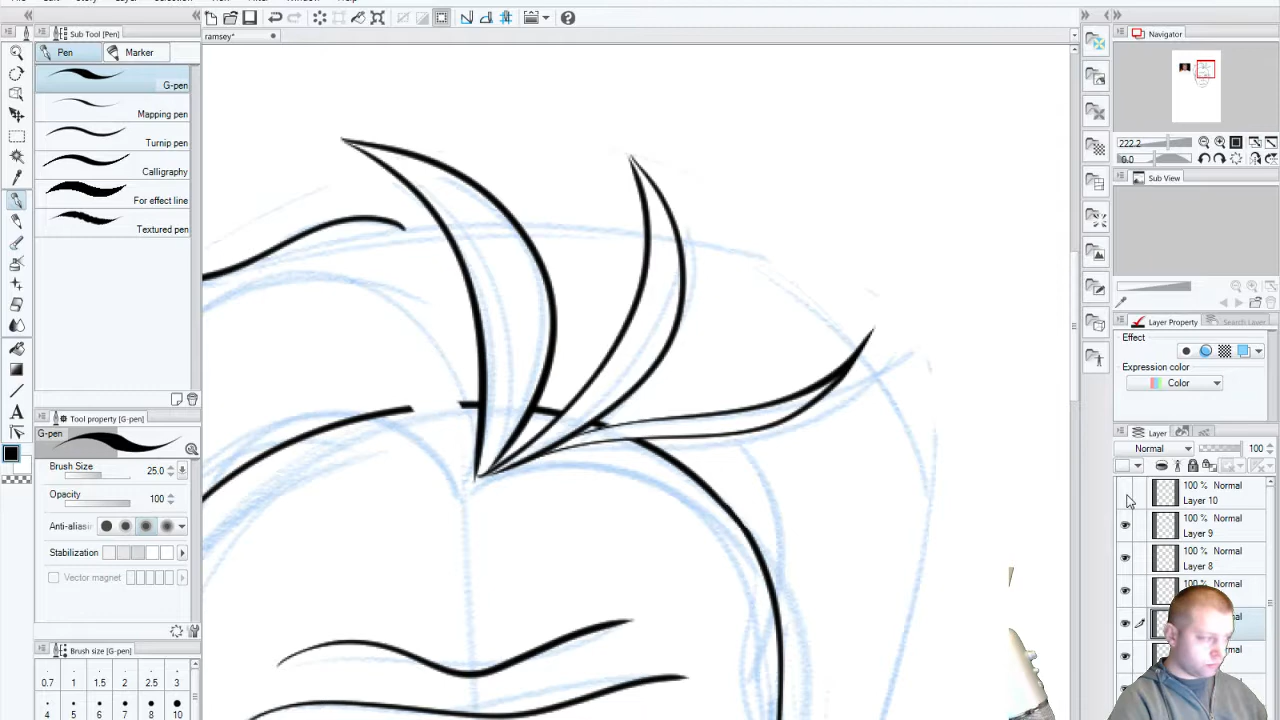 Sub Tool [Pen]
ramsey*
Pen
Marker
G-pen
Mapping pen
Turnip pen
Calligraphy
For effect line
Textured pen
Tool property [G-pen]
G-pen
Brush Size 25.0
Opacity 100
Anti-aliasi
Stabilization
Vector magnet
Brush size [G-pen]
0.7 1 1.5 2 2.5 3
4 5 6 7 8 10
Navigator
222.2
0.0
Sub View
Layer Property
Search Layer
Effect
Expression color
Color
Layer
Normal 100
100 % Normal
Layer 10
100 % Normal
Layer 9
100 % Normal
Layer 8
100 % Normal